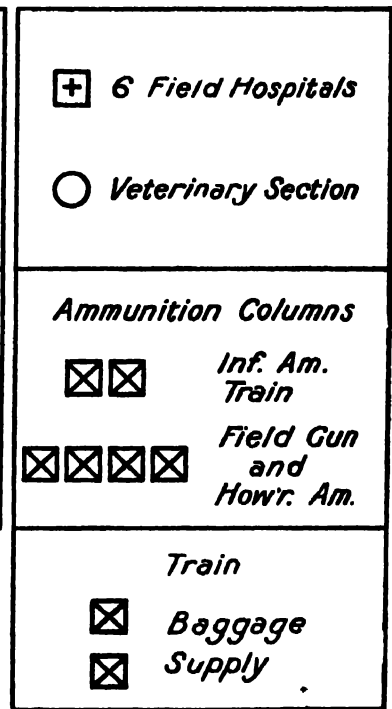 6 Field Hospitals
Veterinary Section
Ammunition Columns
Inf. Am.
Train
Field Gun
and
How'r. Am.
Train
Baggage
Supply